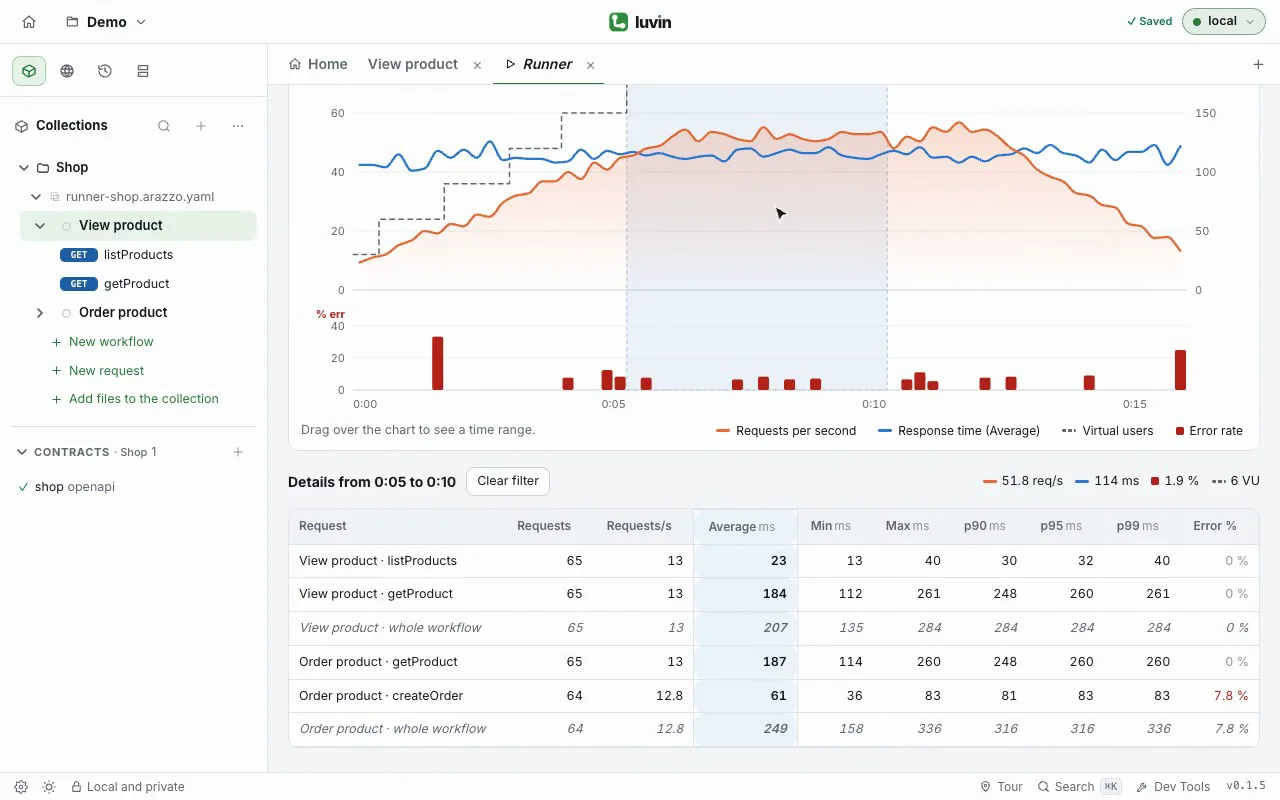 Demo
luvin
Saved
local
Home
View product
Runner
Collections
Shop
runner-shop.arazzo.yaml
View product
GET listProducts
GET getProduct
Order product
+ New workflow
+ New request
+ Add files to the collection
CONTRACTS · Shop 1
shop openapi
60 150
40 100
20 50
0 0
% err
40
20
0
0:00 0:05 0:10 0:15
Drag over the chart to see a time range.
Requests per second Response time (Average) Virtual users Error rate
Details from 0:05 to 0:10 Clear filter 51.8 req/s 114 ms 1.9 % 6 VU
Request Requests Requests/s Average ms Min ms Max ms p90 ms p95 ms p99 ms Error %
View product · listProducts 65 13 23 13 40 30 32 40 0 %
View product · getProduct 65 13 184 112 261 248 260 261 0 %
View product · whole workflow 65 13 207 135 284 284 284 284 0 %
Order product · getProduct 65 13 187 114 260 248 260 260 0 %
Order product · createOrder 64 12.8 61 36 83 81 83 83 7.8 %
Order product · whole workflow 64 12.8 249 158 336 316 316 336 7.8 %
Local and private
Tour
Search ⌘K
Dev Tools
v0.1.5